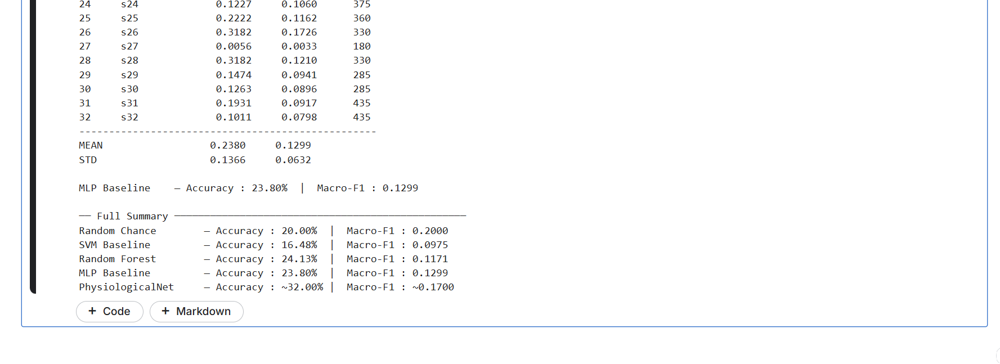 24     s24             0.1227     0.1060      375
25     s25             0.2222     0.1162      360
26     s26             0.3182     0.1726      330
27     s27             0.0056     0.0033      180
28     s28             0.3182     0.1210      330
29     s29             0.1474     0.0941      285
30     s30             0.1263     0.0896      285
31     s31             0.1931     0.0917      435
32     s32             0.1011     0.0798      435
--------------------------------------------------
MEAN                  0.2380     0.1299
STD                   0.1366     0.0632
MLP Baseline    — Accuracy : 23.80%  |  Macro-F1 : 0.1299
── Full Summary ─────────────────────────────────────────────────
Random Chance        — Accuracy : 20.00%  |  Macro-F1 : 0.2000
SVM Baseline         — Accuracy : 16.48%  |  Macro-F1 : 0.0975
Random Forest        — Accuracy : 24.13%  |  Macro-F1 : 0.1171
MLP Baseline         — Accuracy : 23.80%  |  Macro-F1 : 0.1299
PhysiologicalNet     — Accuracy : ~32.00% |  Macro-F1 : ~0.1700
+ Code   + Markdown